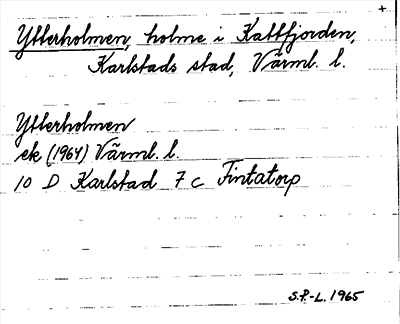 +
Ytterholmen, holme i Kattfjorden,
Karlstads stad, Värml. l.
Ytterholmen
ek (1964) Värml. l.
10 D Karlstad 7 c Fintatorp
S.P.-L. 1965